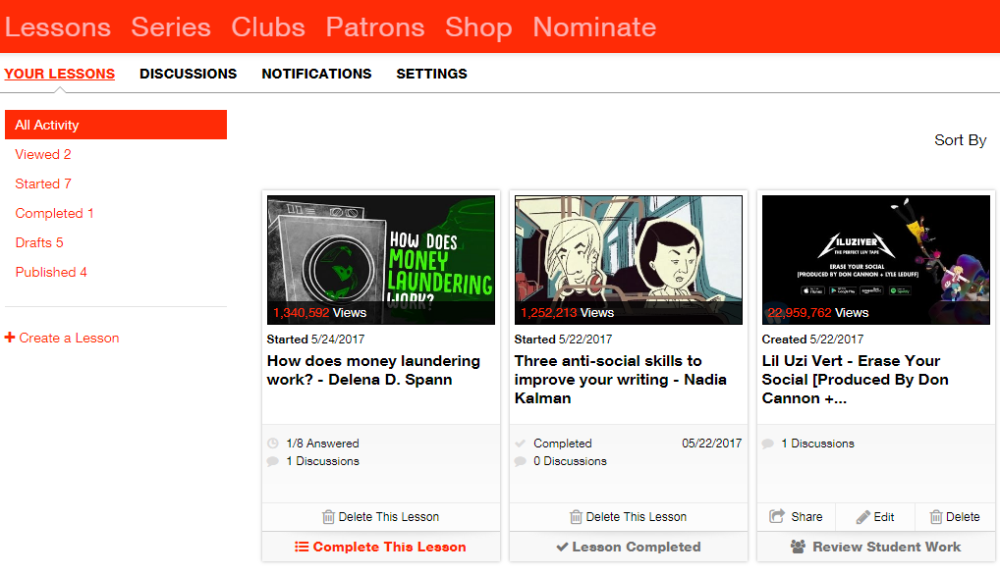 Lessons Series Clubs Patrons Shop Nominate
YOUR LESSONS DISCUSSIONS NOTIFICATIONS SETTINGS
All Activity
Viewed 2
Started 7
Completed 1
Drafts 5
Published 4
+ Create a Lesson
Sort By
HOW DOES
MONEY
LAUNDERING
WORK?
1,340,592 Views
Started 5/24/2017
How does money laundering
work? - Delena D. Spann
1/8 Answered
1 Discussions
Delete This Lesson
Complete This Lesson
1,252,213 Views
Started 5/22/2017
Three anti-social skills to
improve your writing - Nadia
Kalman
Completed 05/22/2017
0 Discussions
Delete This Lesson
Lesson Completed
LILUZIVERT
THE PERFECT LUV TAPE
ERASE YOUR SOCIAL
[PRODUCED BY DON CANNON + LYLE LEDUFF]
iTunes Google Play amazon Spotify
22,959,762 Views
Created 5/22/2017
Lil Uzi Vert - Erase Your
Social [Produced By Don
Cannon +...
1 Discussions
Share Edit Delete
Review Student Work